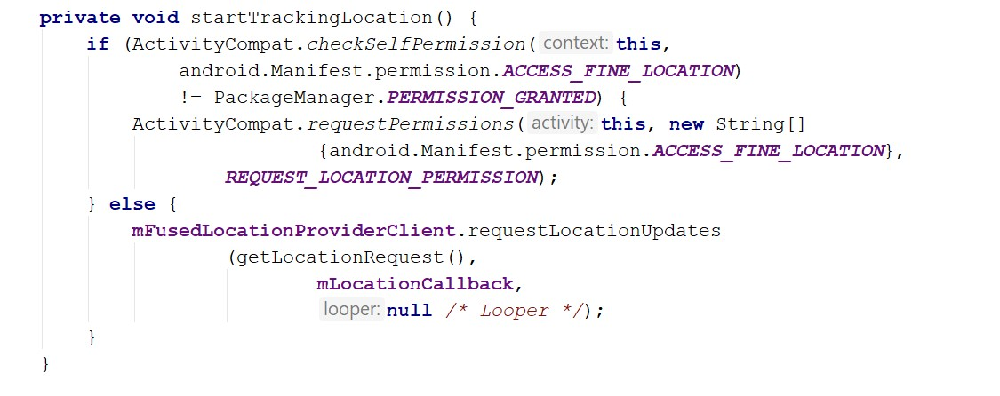 private void startTrackingLocation() {
if (ActivityCompat.checkSelfPermission( context: this,
android.Manifest.permission.ACCESS_FINE_LOCATION)
!= PackageManager.PERMISSION_GRANTED) {
ActivityCompat.requestPermissions( activity: this, new String[]
{android.Manifest.permission.ACCESS_FINE_LOCATION},
REQUEST_LOCATION_PERMISSION);
} else {
mFusedLocationProviderClient.requestLocationUpdates
(getLocationRequest(),
mLocationCallback,
looper: null /* Looper */);
}
}